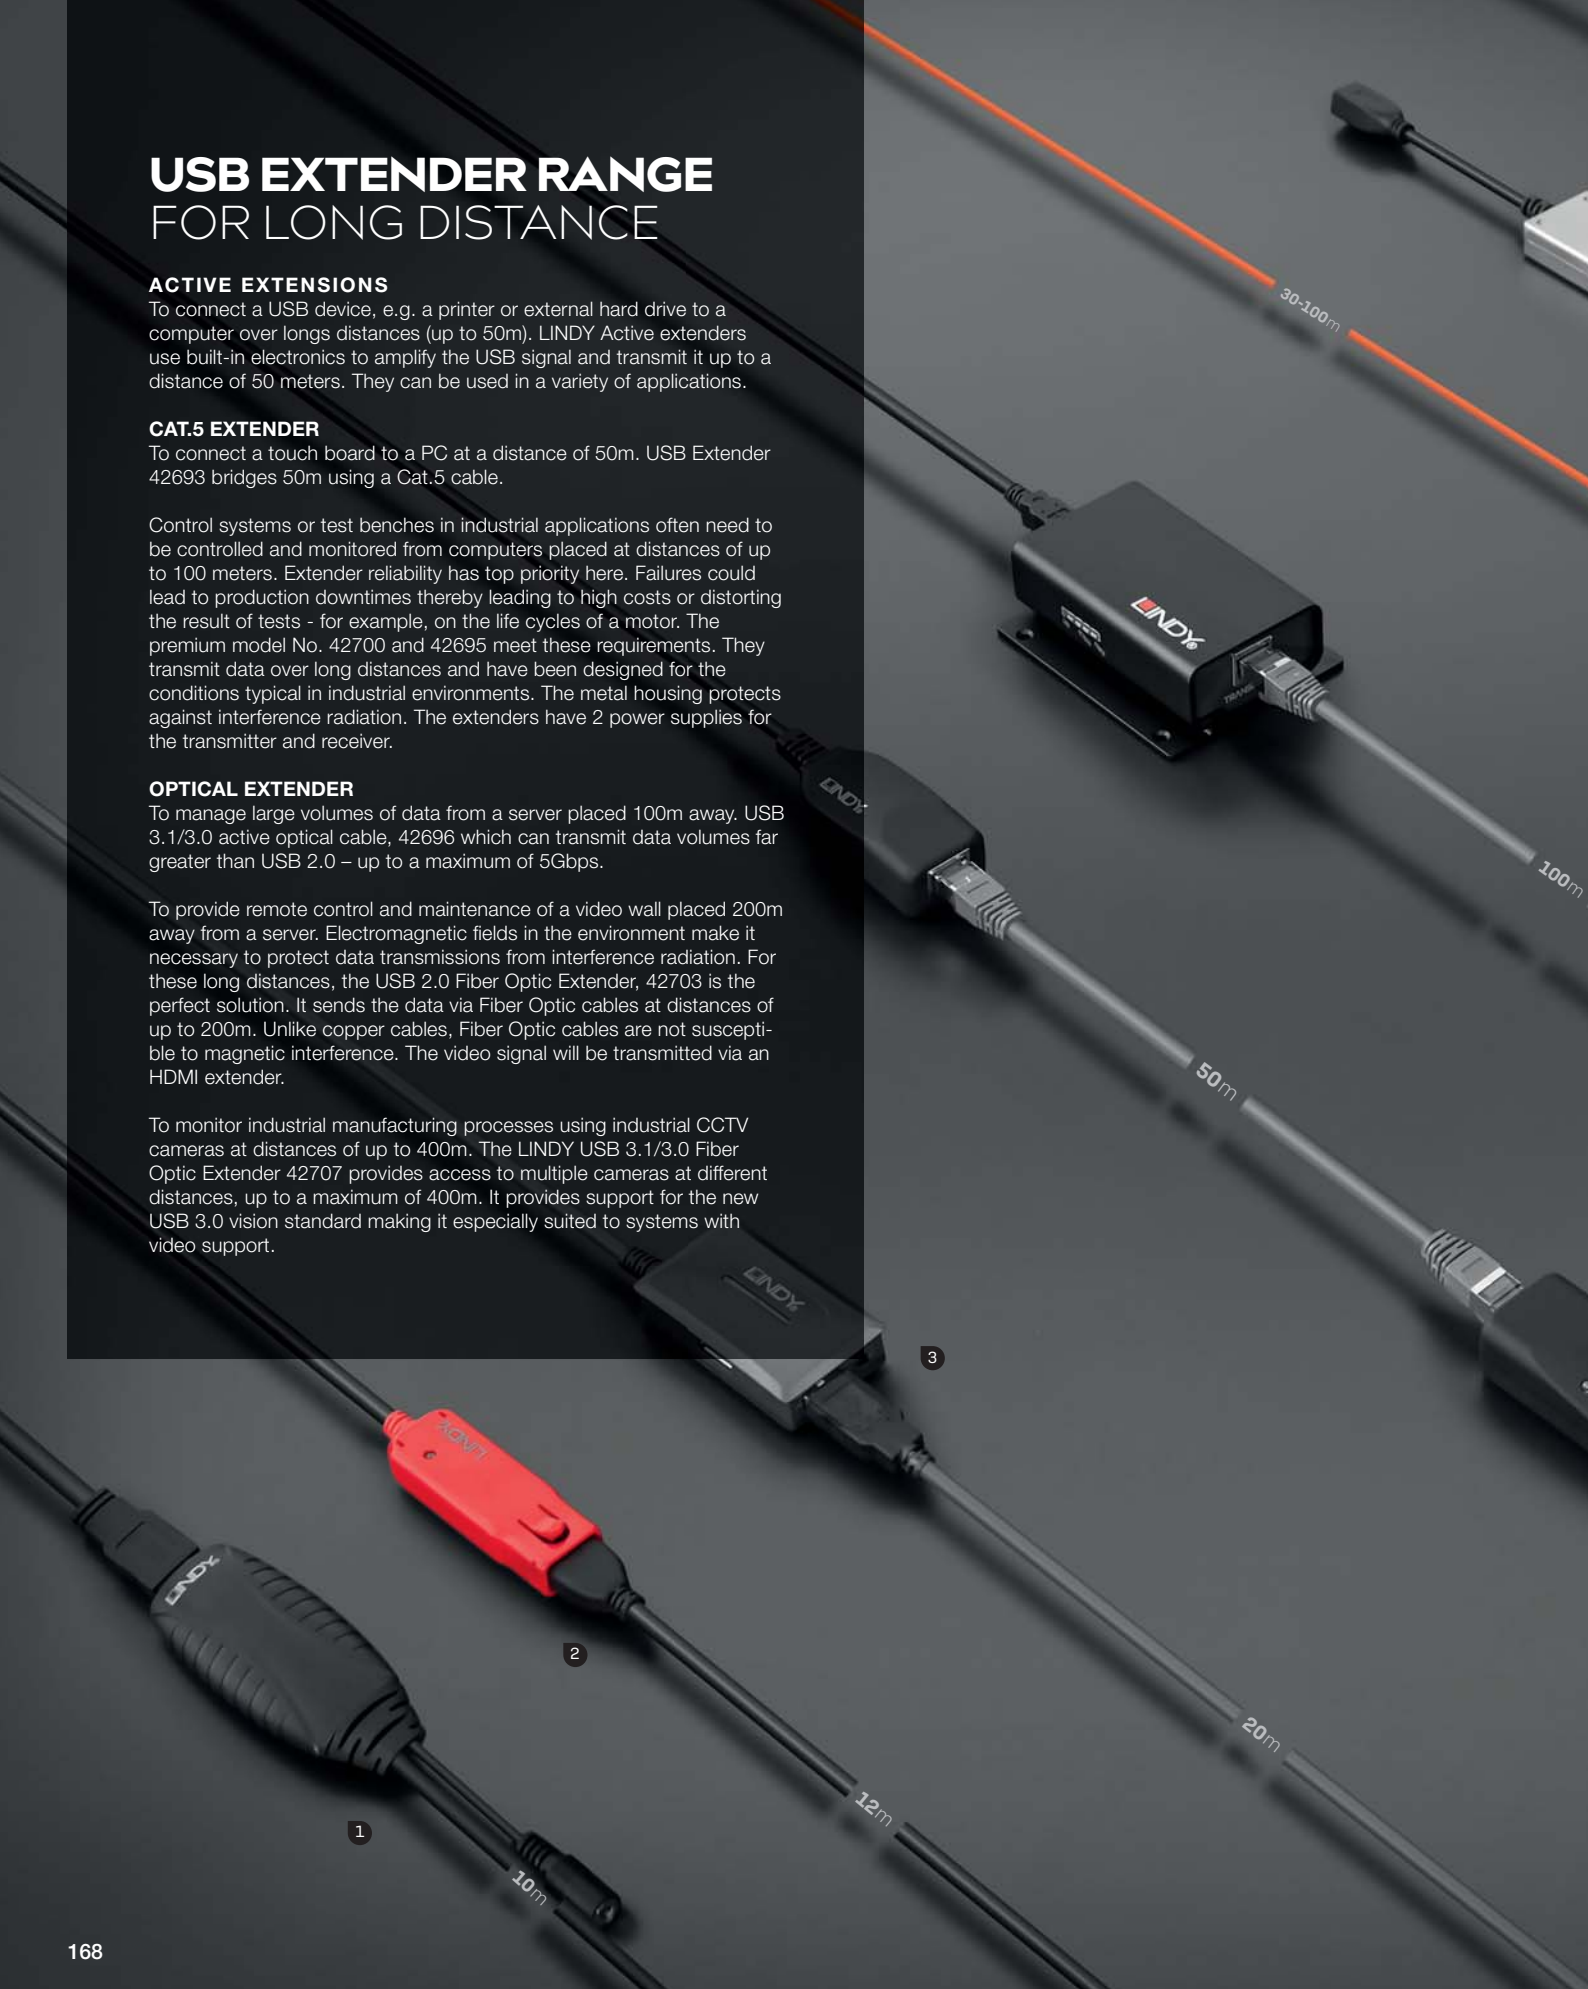 USB EXTENDER RANGE
FOR LONG DISTANCE
ACTIVE EXTENSIONS
To connect a USB device, e.g. a printer or external hard drive to a
computer over longs distances (up to 50m). LINDY Active extenders
use built-in electronics to amplify the USB signal and transmit it up to a
distance of 50 meters. They can be used in a variety of applications.
CAT.5 EXTENDER
To connect a touch board to a PC at a distance of 50m. USB Extender
42693 bridges 50m using a Cat.5 cable.
Control systems or test benches in industrial applications often need to
be controlled and monitored from computers placed at distances of up
to 100 meters. Extender reliability has top priority here. Failures could
lead to production downtimes thereby leading to high costs or distorting
the result of tests - for example, on the life cycles of a motor. The
premium model No. 42700 and 42695 meet these requirements. They
transmit data over long distances and have been designed for the
conditions typical in industrial environments. The metal housing protects
against interference radiation. The extenders have 2 power supplies for
the transmitter and receiver.
OPTICAL EXTENDER
To manage large volumes of data from a server placed 100m away. USB
3.1/3.0 active optical cable, 42696 which can transmit data volumes far
greater than USB 2.0 – up to a maximum of 5Gbps.
To provide remote control and maintenance of a video wall placed 200m
away from a server. Electromagnetic fields in the environment make it
necessary to protect data transmissions from interference radiation. For
these long distances, the USB 2.0 Fiber Optic Extender, 42703 is the
perfect solution. It sends the data via Fiber Optic cables at distances of
up to 200m. Unlike copper cables, Fiber Optic cables are not suscepti-
ble to magnetic interference. The video signal will be transmitted via an
HDMI extender.
To monitor industrial manufacturing processes using industrial CCTV
cameras at distances of up to 400m. The LINDY USB 3.1/3.0 Fiber
Optic Extender 42707 provides access to multiple cameras at different
distances, up to a maximum of 400m. It provides support for the new
USB 3.0 vision standard making it especially suited to systems with
video support.
30-100m
LINDY®
100m
LINDY
50m
LINDY®
3
LINDY
2
20m
LINDY
12m
1
10m
168